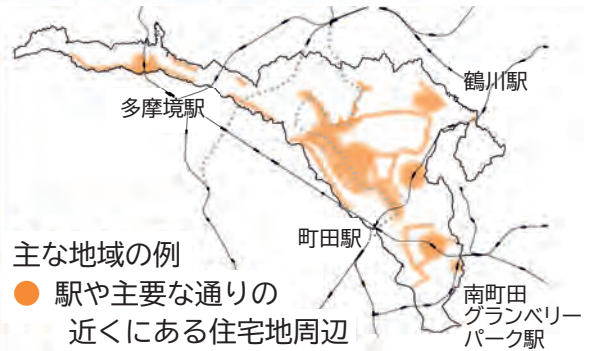 鶴川駅
多摩境駅
町田駅
主な地域の例
駅や主要な通りの
近くにある住宅地周辺
南町田
グランベリー
パーク駅